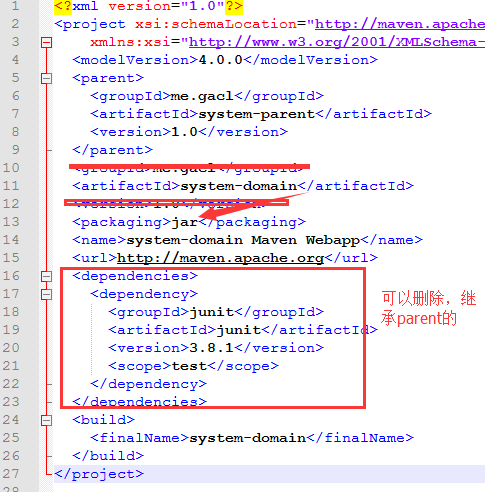 1 <?xml version="1.0"?>
2 <project xsi:schemaLocation="http://maven.apache
3 xmlns:xsi="http://www.w3.org/2001/XMLSchema-
4 <modelVersion>4.0.0</modelVersion>
5 <parent>
6 <groupId>me.gacl</groupId>
7 <artifactId>system-parent</artifactId>
8 <version>1.0</version>
9 </parent>
10 <groupId>me.gacl</groupId>
11 <artifactId>system-domain</artifactId>
12 <version>1.0</version>
13 <packaging>jar</packaging>
14 <name>system-domain Maven Webapp</name>
15 <url>http://maven.apache.org</url>
16 <dependencies>
17 <dependency>
18 <groupId>junit</groupId>
19 <artifactId>junit</artifactId>
20 <version>3.8.1</version>
21 <scope>test</scope>
22 </dependency>
23 </dependencies>
24 <build>
25 <finalName>system-domain</finalName>
26 </build>
27 </project>
28
可以删除，继
承parent的